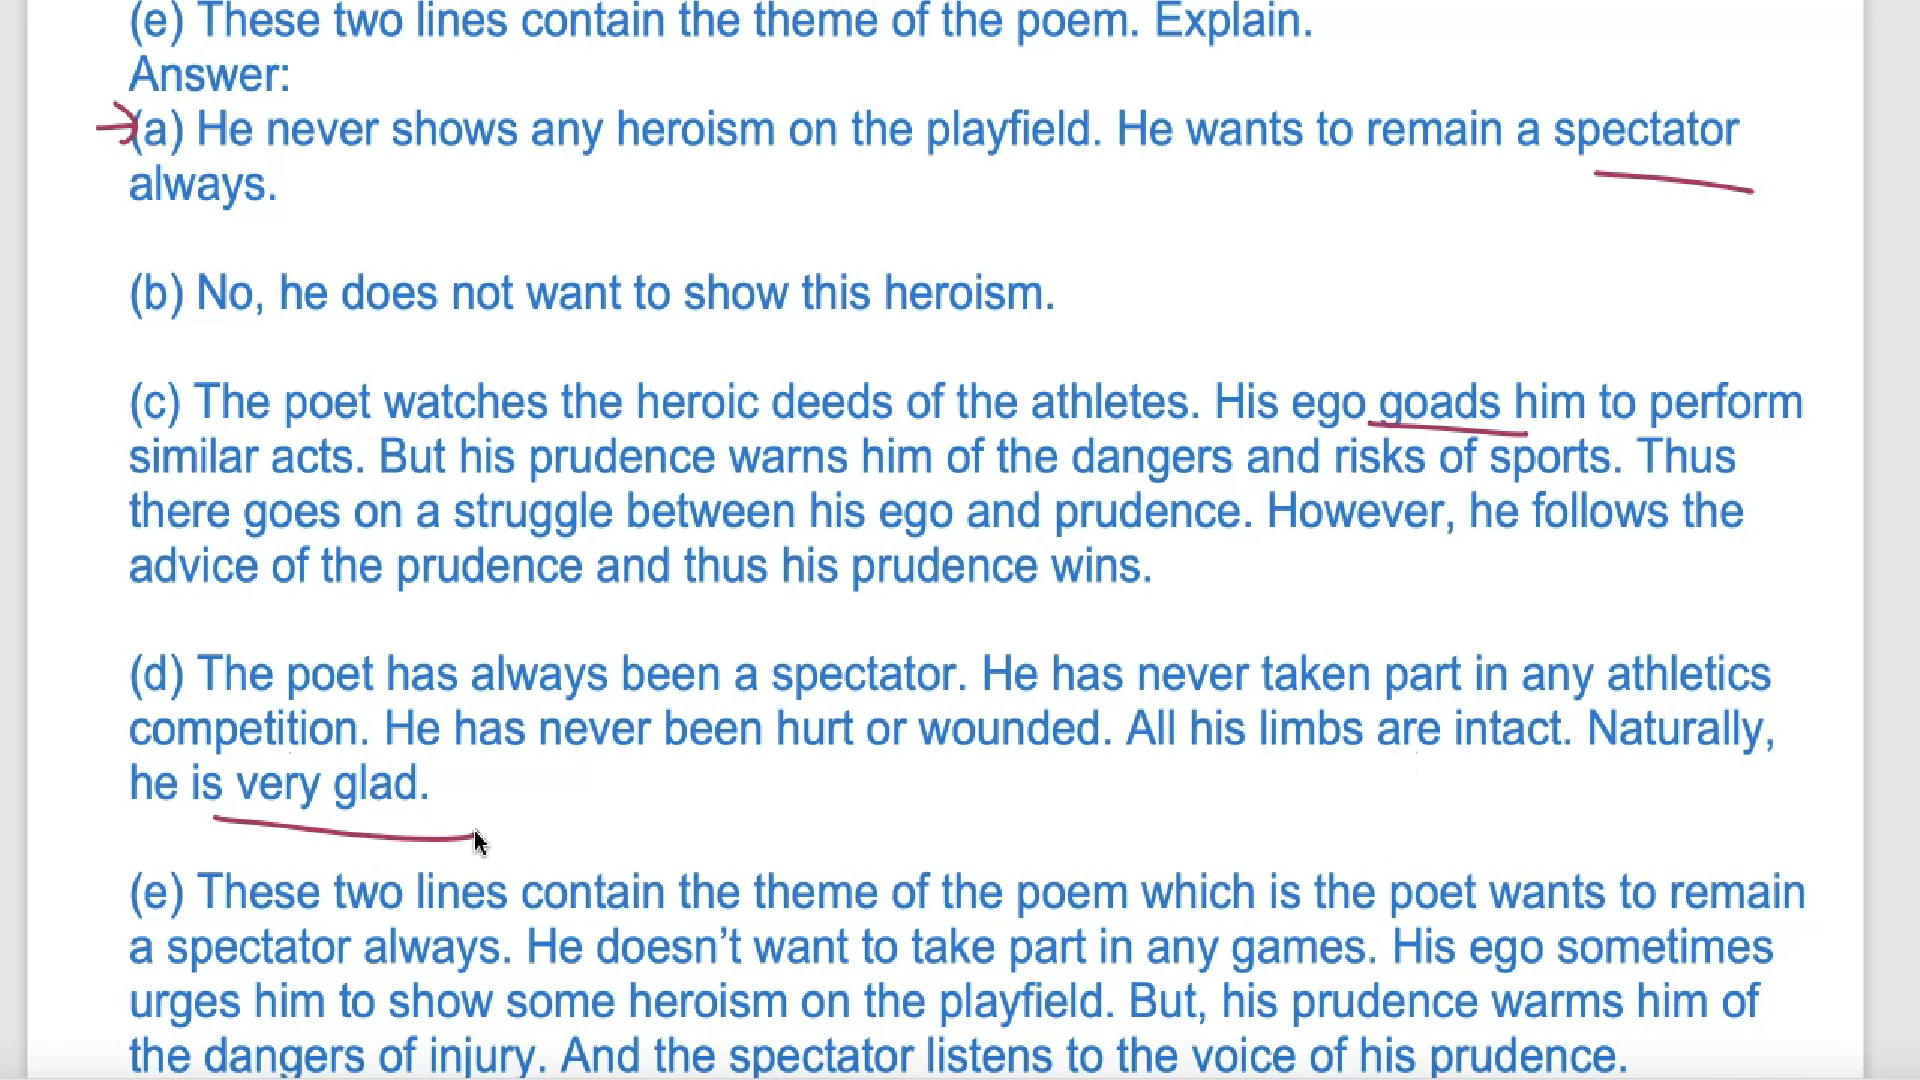 (e) These two lines contain the theme of the poem. Explain.
Answer:
(a) He never shows any heroism on the playfield. He wants to remain a spectator
always.
(b) No, he does not want to show this heroism.
(c) The poet watches the heroic deeds of the athletes. His ego goads him to perform
similar acts. But his prudence warns him of the dangers and risks of sports. Thus
there goes on a struggle between his ego and prudence. However, he follows the
advice of the prudence and thus his prudence wins.
(d) The poet has always been a spectator. He has never taken part in any athletics
competition. He has never been hurt or wounded. All his limbs are intact. Naturally,
he is very glad.
(e) These two lines contain the theme of the poem which is the poet wants to remain
a spectator always. He doesn’t want to take part in any games. His ego sometimes
urges him to show some heroism on the playfield. But, his prudence warms him of
the dangers of injury. And the spectator listens to the voice of his prudence.